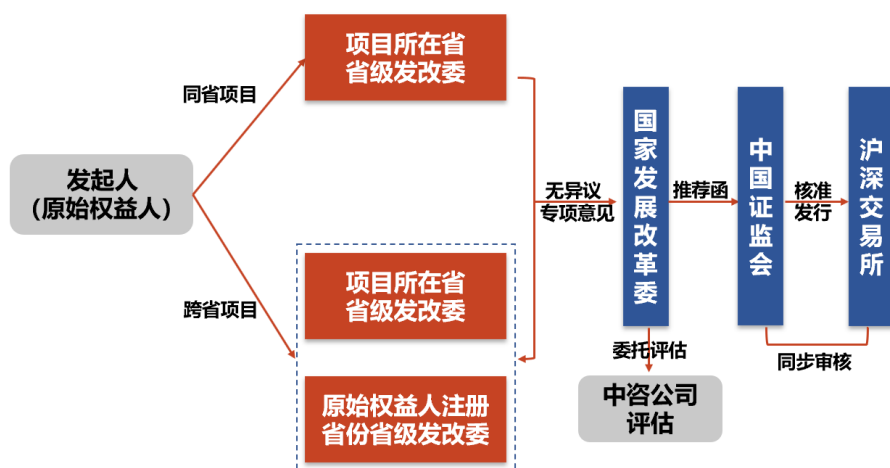 项目所在省
省级发改委
同省项目
发起人
（原始权益人）
跨省项目
项目所在省
省级发改委
原始权益人注册
省份省级发改委
无异议
专项意见
国家发展改革委
推荐函
中国证监会
核准
发行
沪深交易所
委托评估
中咨公司
评估
同步审核